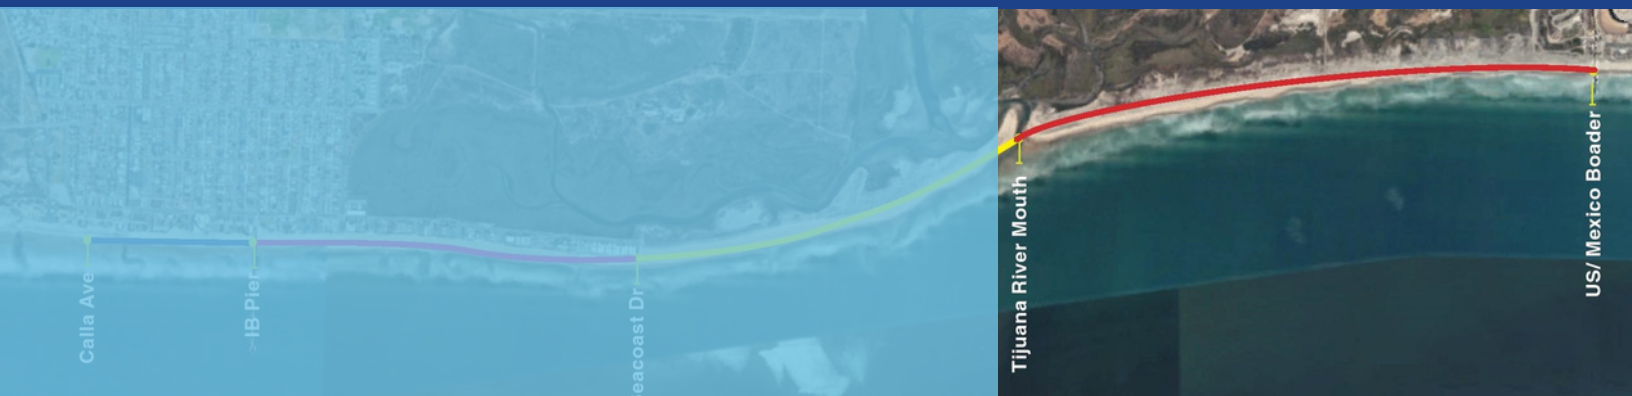 Calla Ave
IB Pier
eacoast Dr
Tijuana River Mouth
US/ Mexico Boader